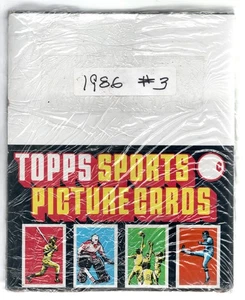 1986 #3
TOPPS SPORTS
PICTURE CARDS